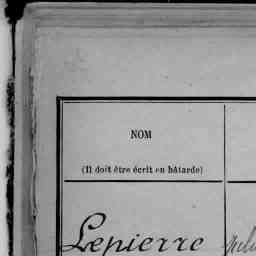 NOM
(Il doit être écrit en bâtarde)
Lepierre